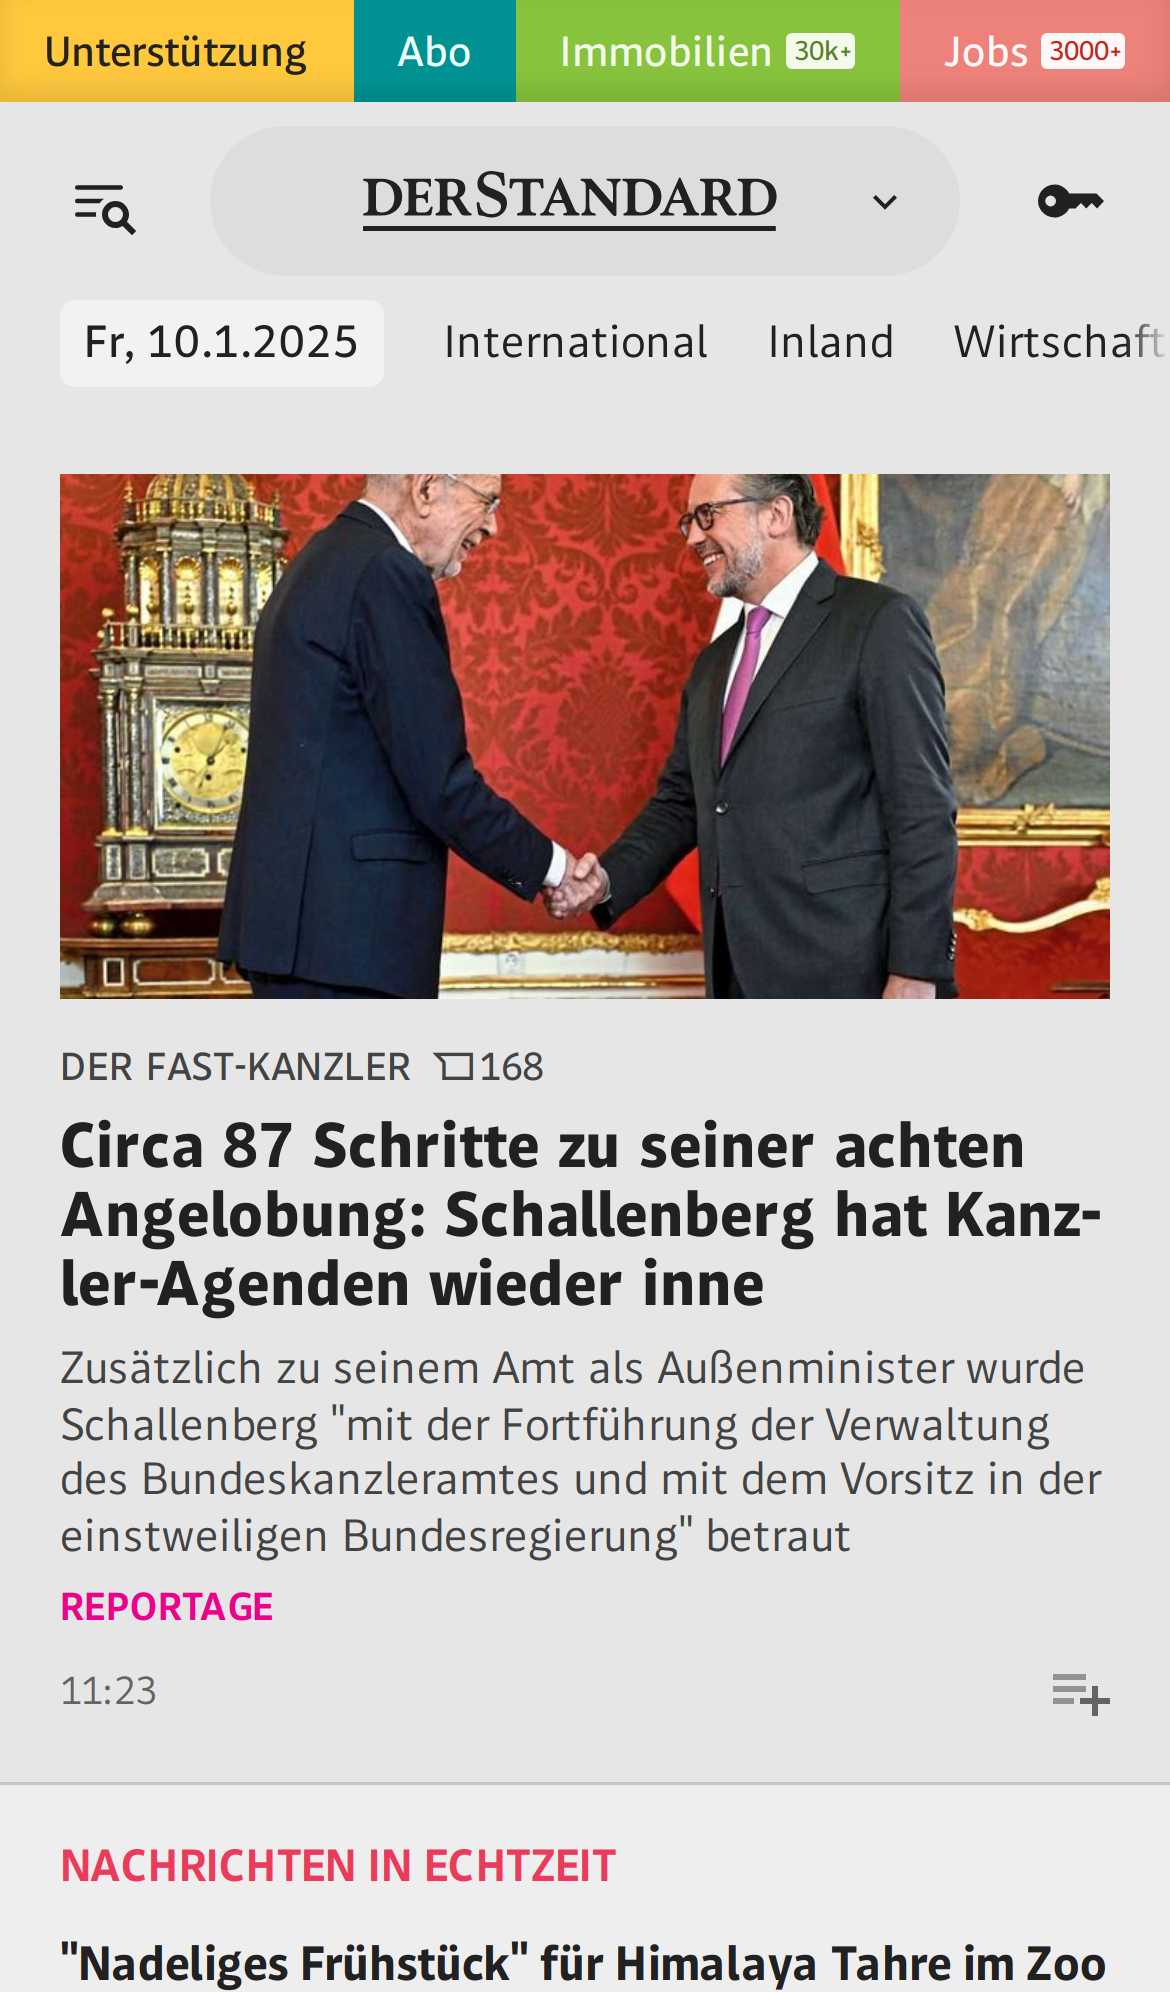 Unterstützung Abo Immobilien 30k+ Jobs 3000+
DERSTANDARD
Fr, 10.1.2025 International Inland Wirtschaft
DER FAST-KANZLER 168
Circa 87 Schritte zu seiner achten
Angelobung: Schallenberg hat Kanz-
ler-Agenden wieder inne
Zusätzlich zu seinem Amt als Außenminister wurde
Schallenberg "mit der Fortführung der Verwaltung
des Bundeskanzleramtes und mit dem Vorsitz in der
einstweiligen Bundesregierung" betraut
REPORTAGE
11:23
NACHRICHTEN IN ECHTZEIT
"Nadeliges Frühstück" für Himalaya Tahre im Zoo